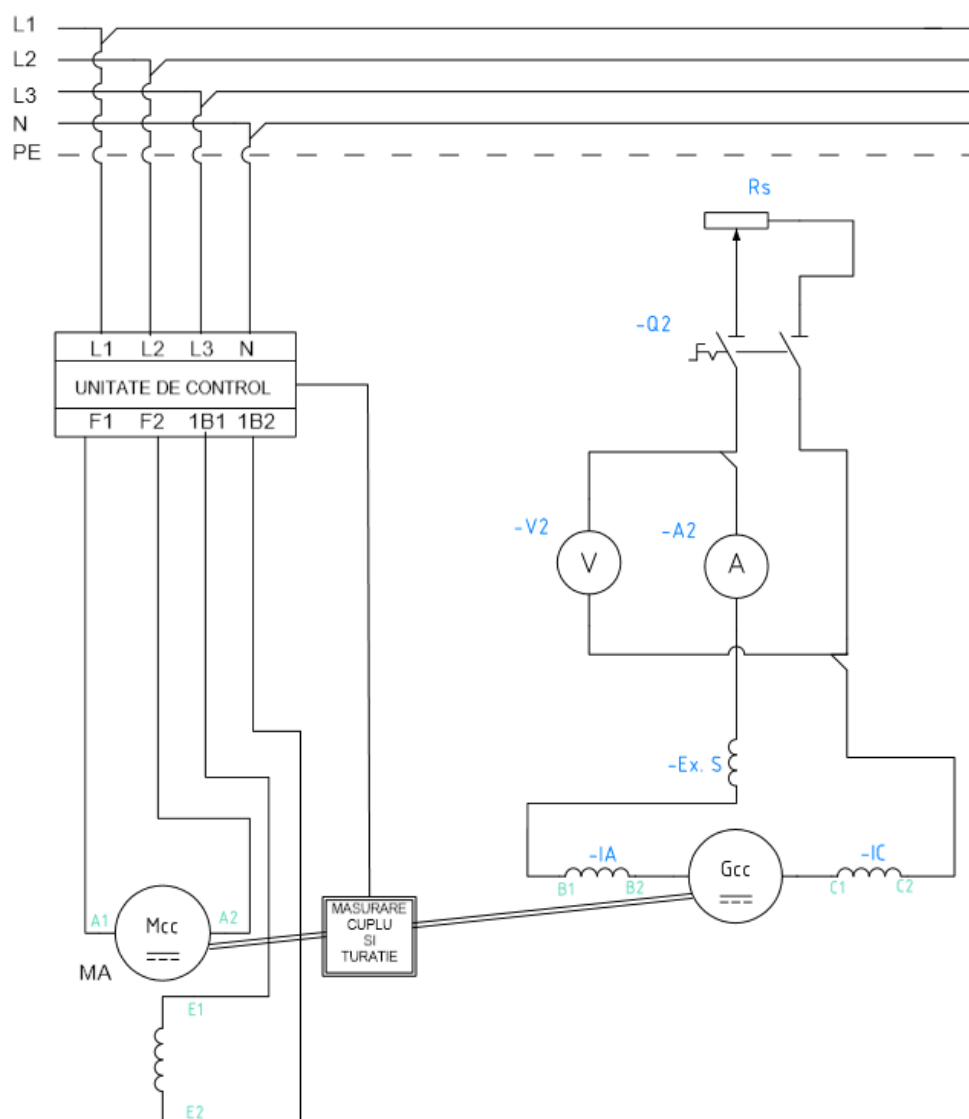 L1
L2
L3
N
PE
Rs
-Q2
L1 L2 L3 N
UNITATE DE CONTROL
F1 F2 1B1 1B2
-V2
-A2
V
A
-Ex. S
-IA
Gcc
-IC
B1
B2
C1
C2
A1
Mcc
A2
MASURARE
CUPLU
SI
TURATIE
MA
E1
E2